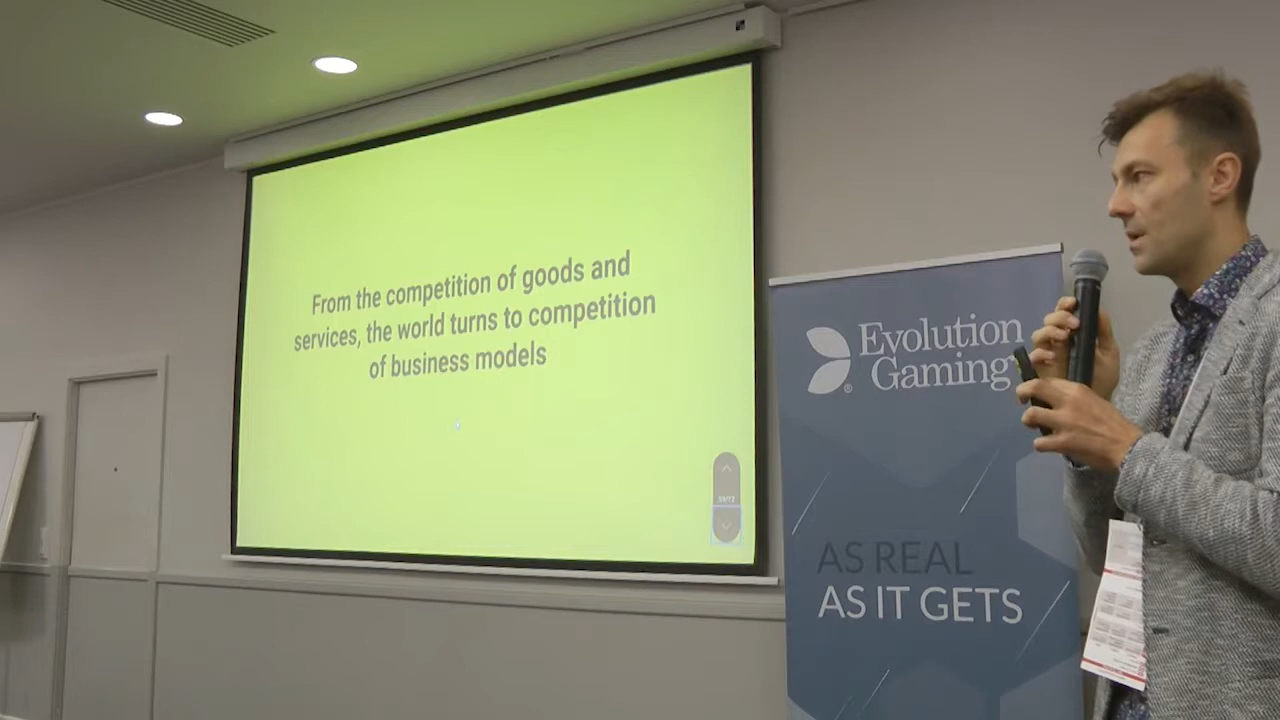 From the competition of goods and
services, the world turns to competition
of business models
Evolution
Gaming
®
AS REAL
AS IT GETS